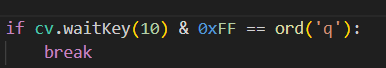 if cv.waitKey(10) & 0xFF == ord('q'):
    break